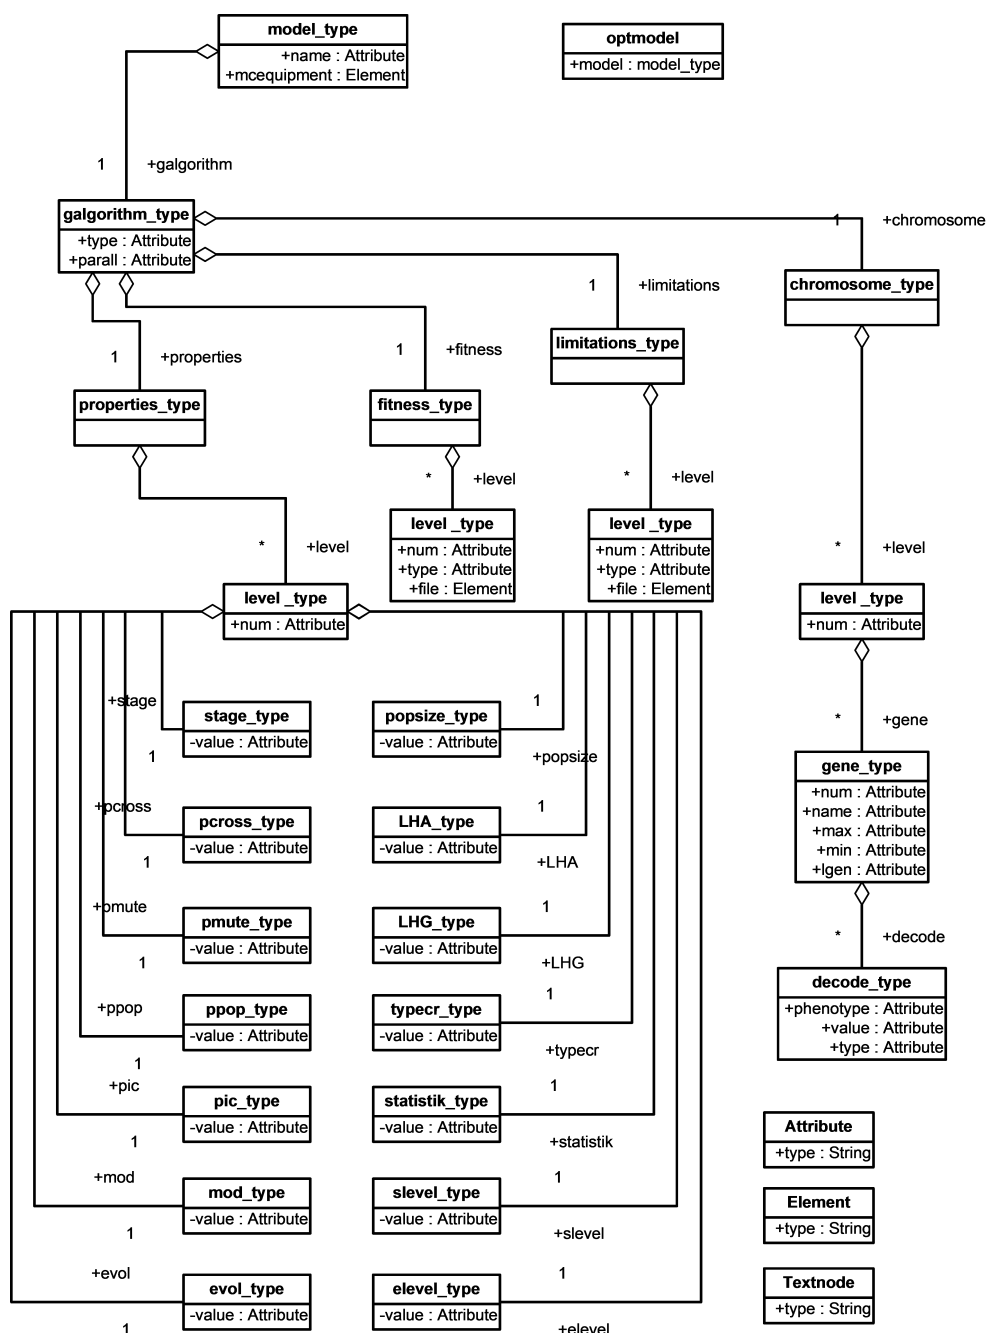 model_type
+name : Attribute
+mcequipment : Element
optmodel
+model : model_type
1
+galgorithm
galgorithm_type
+type : Attribute
+parall : Attribute
1
+chromosome
chromosome_type
1
+limitations
limitations_type
1
+properties
properties_type
1
+fitness
fitness_type
*
+level
level _type
+num : Attribute
+type : Attribute
+file : Element
*
+level
level _type
+num : Attribute
+type : Attribute
+file : Element
*
+level
level _type
+num : Attribute
*
+level
level _type
+num : Attribute
+stage
1
stage_type
-value : Attribute
1
+popsize
popsize_type
-value : Attribute
+pcross
1
pcross_type
-value : Attribute
1
+LHA
LHA_type
-value : Attribute
+pmute
1
pmute_type
-value : Attribute
1
+LHG
LHG_type
-value : Attribute
+ppop
1
ppop_type
-value : Attribute
1
+typecr
typecr_type
-value : Attribute
+pic
1
pic_type
-value : Attribute
1
+statistik
statistik_type
-value : Attribute
+mod
1
mod_type
-value : Attribute
1
+slevel
slevel_type
-value : Attribute
+evol
1
evol_type
-value : Attribute
1
+elevel
elevel_type
-value : Attribute
*
+gene
gene_type
+num : Attribute
+name : Attribute
+max : Attribute
+min : Attribute
+lgen : Attribute
*
+decode
decode_type
+phenotype : Attribute
+value : Attribute
+type : Attribute
Attribute
+type : String
Element
+type : String
Textnode
+type : String